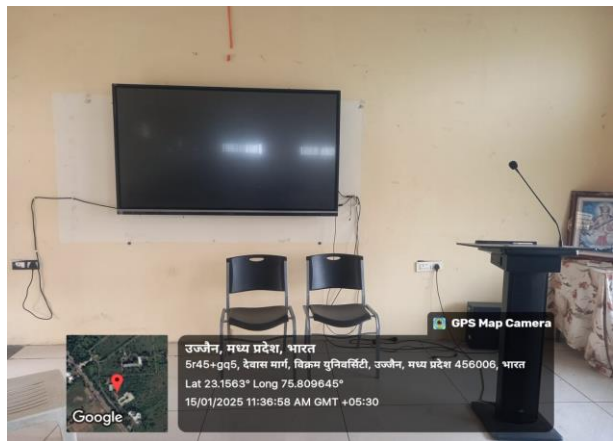 GPS Map Camera
उज्जैन, मध्य प्रदेश, भारत
5r45+gq5, देवास मार्ग, विक्रम युनिवर्सिटी, उज्जैन, मध्य प्रदेश 456006, भारत
Lat 23.1563° Long 75.809645°
15/01/2025 11:36:58 AM GMT +05:30
Google